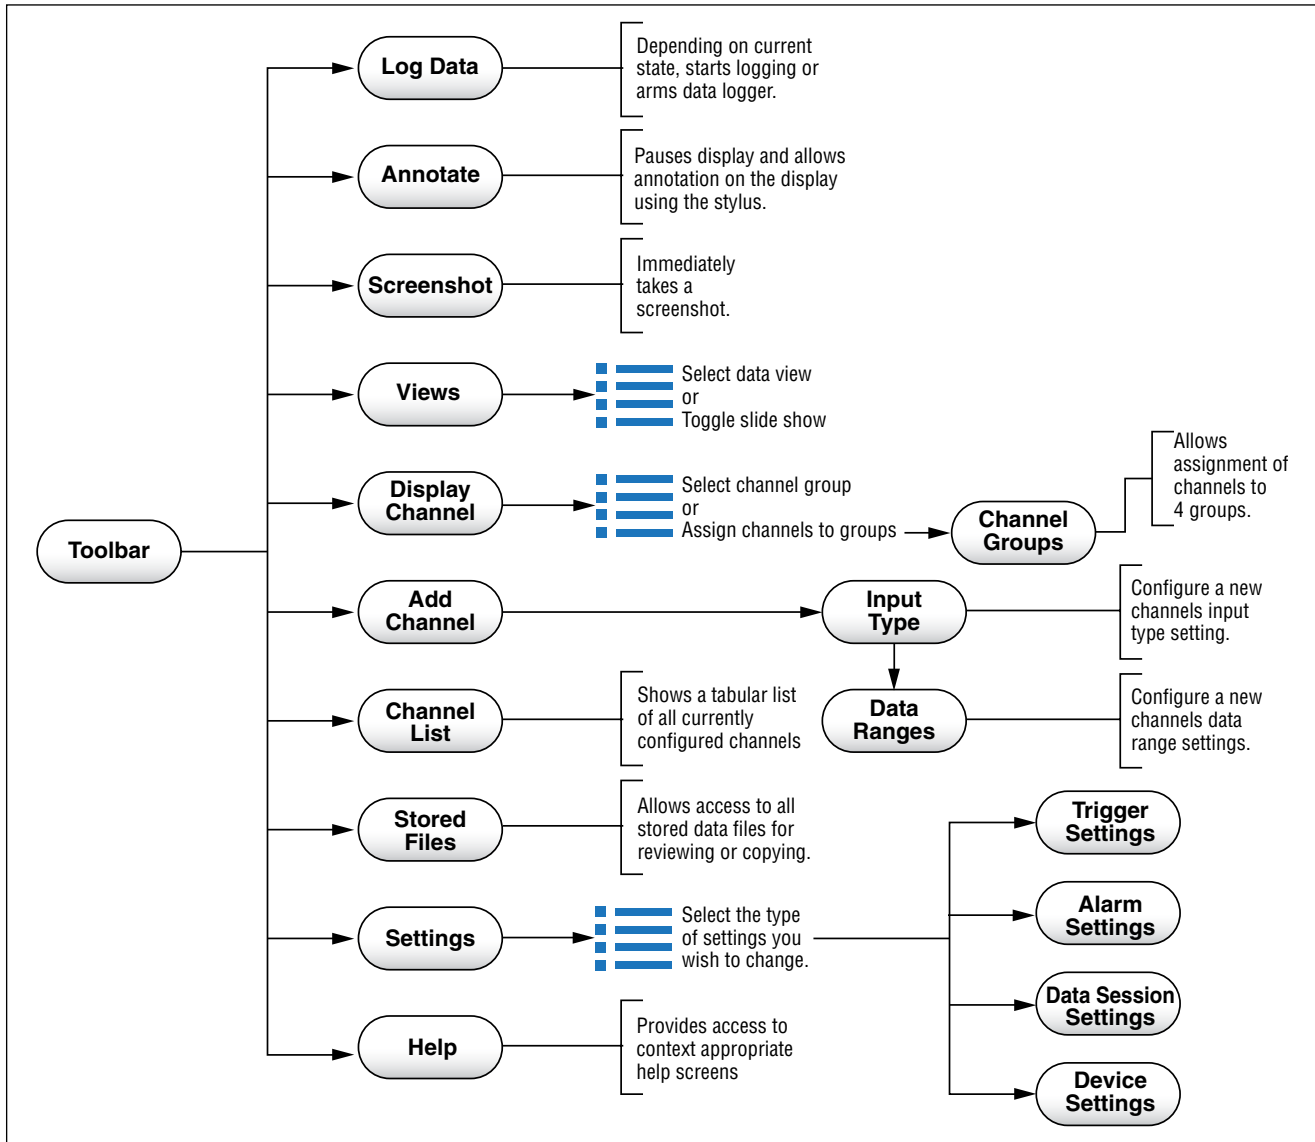 Log Data
Depending on current
state, starts logging or
arms data logger.
Annotate
Pauses display and allows
annotation on the display
using the stylus.
Screenshot
Immediately
takes a
screenshot.
Views
Select data view
or
Toggle slide show
Display
Channel
Select channel group
or
Assign channels to groups
Channel
Groups
Allows
assignment of
channels to
4 groups.
Toolbar
Add
Channel
Input
Type
Configure a new
channels input
type setting.
Channel
List
Shows a tabular list
of all currently
configured channels
Data
Ranges
Configure a new
channels data
range settings.
Stored
Files
Allows access to all
stored data files for
reviewing or copying.
Settings
Select the type
of settings you
wish to change.
Trigger
Settings
Alarm
Settings
Data Session
Settings
Device
Settings
Help
Provides access to
context appropriate
help screens